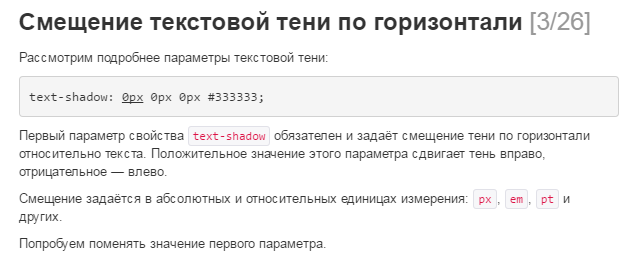 Смещение текстовой тени по горизонтали [3/26]
Рассмотрим подробнее параметры текстовой тени:
text-shadow: 0px 0px 0px #333333;
Первый параметр свойства text-shadow обязателен и задаёт смещение тени по горизонтали
относительно текста. Положительное значение этого параметра сдвигает тень вправо,
отрицательное — влево.
Смещение задаётся в абсолютных и относительных единицах измерения: px, em, pt и
других.
Попробуем поменять значение первого параметра.